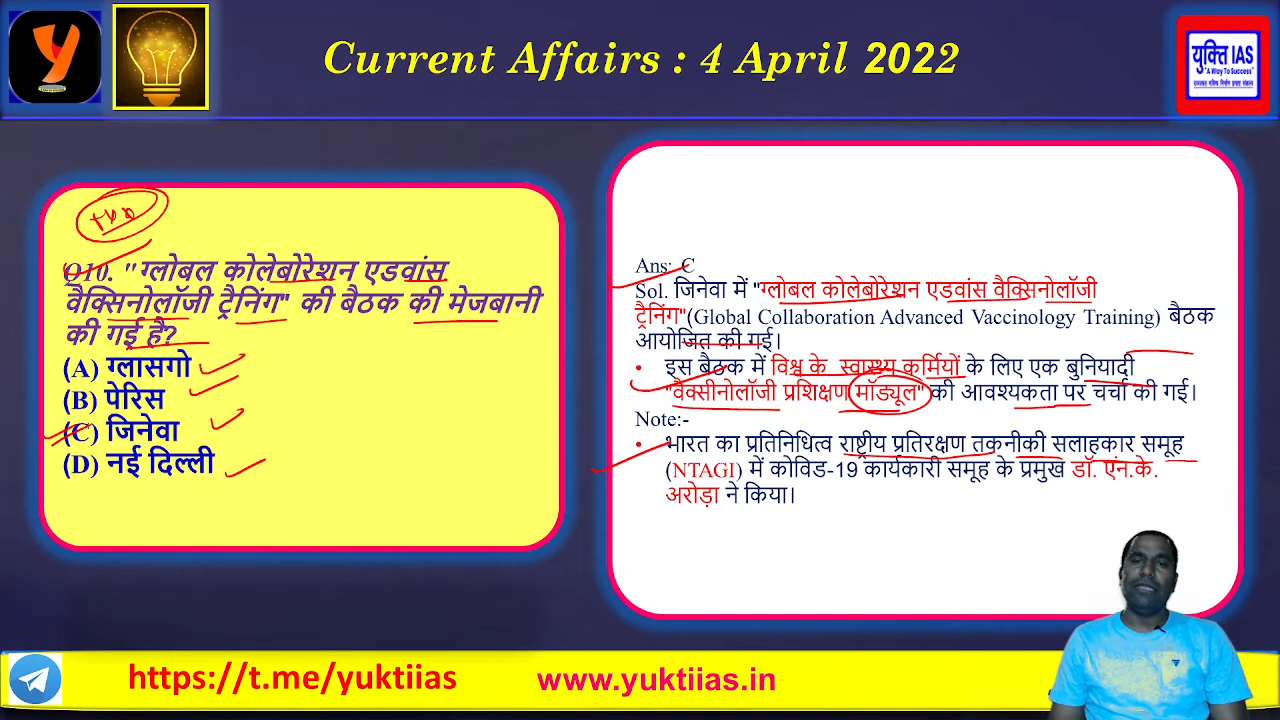 Current Affairs : 4 April 2022
युक्ति IAS
"A Way To Success"
Q10. "ग्लोबल कोलेबोरेशन एडवांस
वैक्सिनोलॉजी ट्रैनिंग" की बैठक की मेजबानी
की गई है?
(A) ग्लासगो
(B) पेरिस
(C) जिनेवा
(D) नई दिल्ली
Ans: C
Sol. जिनेवा में "ग्लोबल कोलेबोरेशन एडवांस वैक्सिनोलॉजी
ट्रैनिंग"(Global Collaboration Advanced Vaccinology Training) बैठक
आयोजित की गई।
• इस बैठक में विश्व के स्वास्थ्य कर्मियों के लिए एक बुनियादी
"वैक्सीनोलॉजी प्रशिक्षण मॉड्यूल" की आवश्यकता पर चर्चा की गई।
Note:-
• भारत का प्रतिनिधित्व राष्ट्रीय प्रतिरक्षण तकनीकी सलाहकार समूह
(NTAGI) में कोविड-19 कार्यकारी समूह के प्रमुख डॉ. एन.के.
अरोड़ा ने किया।
https://t.me/yuktiias
www.yuktiias.in